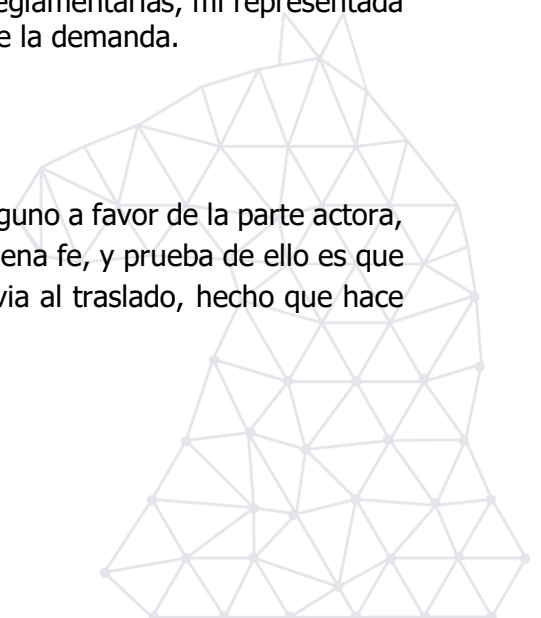 eglamentarias, mi representada
e la demanda.
guno a favor de la parte actora,
ena fe, y prueba de ello es que
via al traslado, hecho que hace